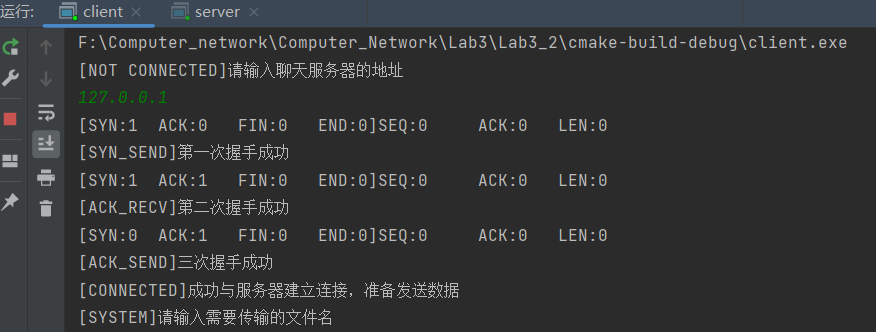 运行: client × server ×
F:\Computer_network\Computer_Network\Lab3\Lab3_2\cmake-build-debug\client.exe
[NOT CONNECTED]请输入聊天服务器的地址
127.0.0.1
[SYN:1 ACK:0 FIN:0 END:0]SEQ:0 ACK:0 LEN:0
[SYN_SEND]第一次握手成功
[SYN:1 ACK:1 FIN:0 END:0]SEQ:0 ACK:0 LEN:0
[ACK_RECV]第二次握手成功
[SYN:0 ACK:1 FIN:0 END:0]SEQ:0 ACK:0 LEN:0
[ACK_SEND]三次握手成功
[CONNECTED]成功与服务器建立连接，准备发送数据
[SYSTEM]请输入需要传输的文件名